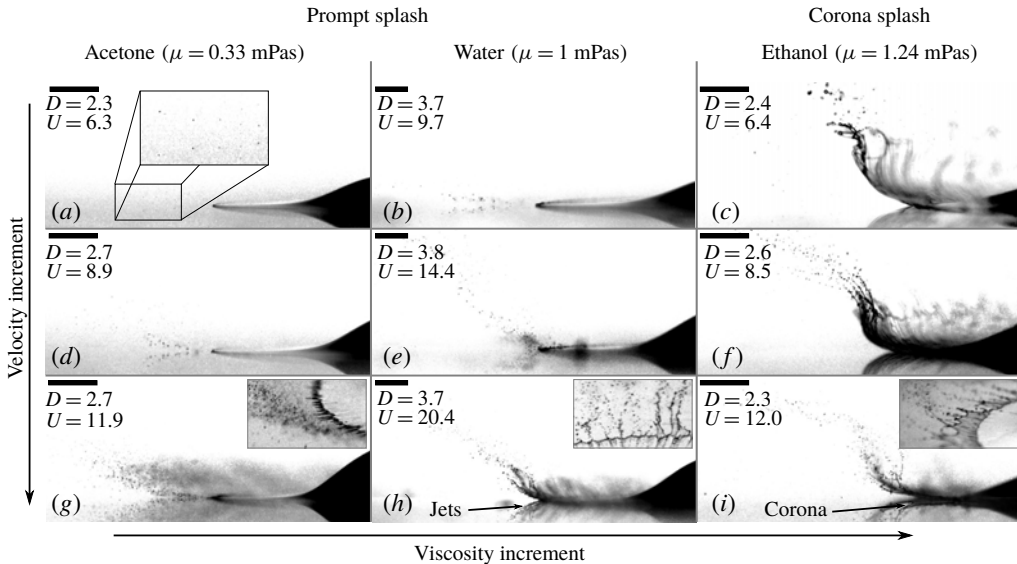 Prompt splash
Corona splash
Acetone (μ = 0.33 mPas)
Water (μ = 1 mPas)
Ethanol (μ = 1.24 mPas)
D = 2.3
U = 6.3
(a)
D = 3.7
U = 9.7
(b)
D = 2.4
U = 6.4
(c)
D = 2.7
U = 8.9
(d)
D = 3.8
U = 14.4
(e)
D = 2.6
U = 8.5
(f)
D = 2.7
U = 11.9
(g)
D = 3.7
U = 20.4
Jets
(h)
D = 2.3
U = 12.0
Corona
(i)
Velocity increment
Viscosity increment